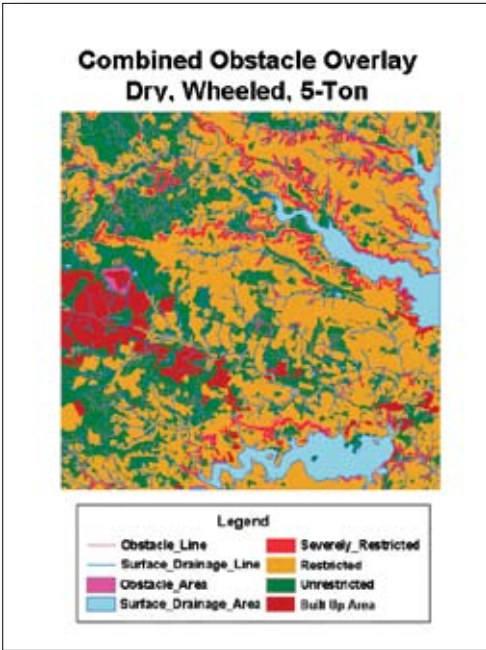 Combined Obstacle Overlay
Dry, Wheeled, 5-Ton
Legend
Obstacle_Line
Surface_Drainage_Line
Obstacle_Area
Surface_Drainage_Area
Severely_Restricted
Restricted
Unrestricted
Built Up Area